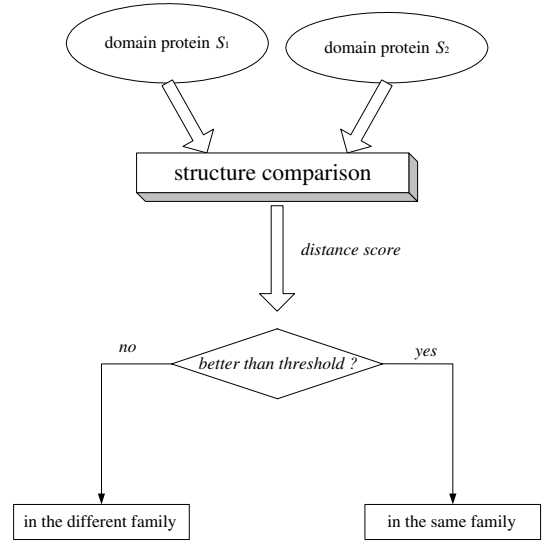 domain protein S1
domain protein S2
structure comparison
distance score
no
better than threshold ?
yes
in the different family
in the same family